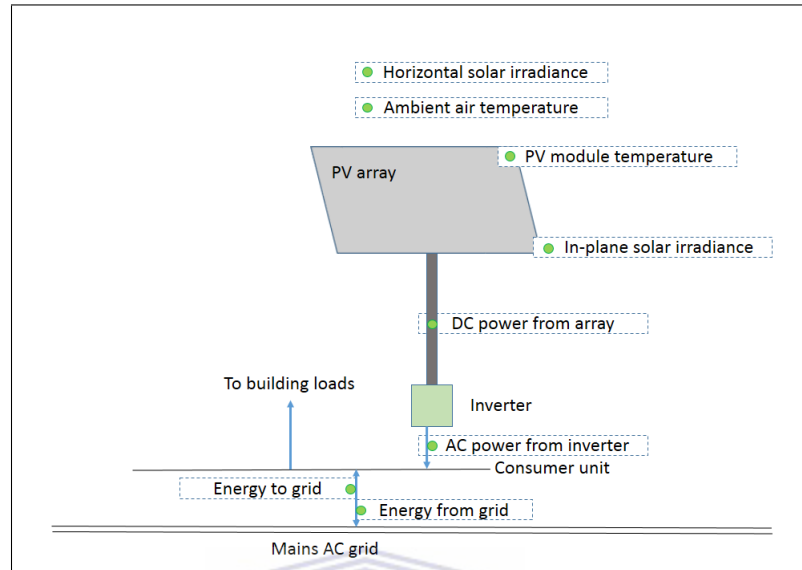 Horizontal solar irradiance
Ambient air temperature
PV module temperature
PV array
In-plane solar irradiance
DC power from array
To building loads
Inverter
AC power from inverter
Consumer unit
Energy to grid
Energy from grid
Mains AC grid